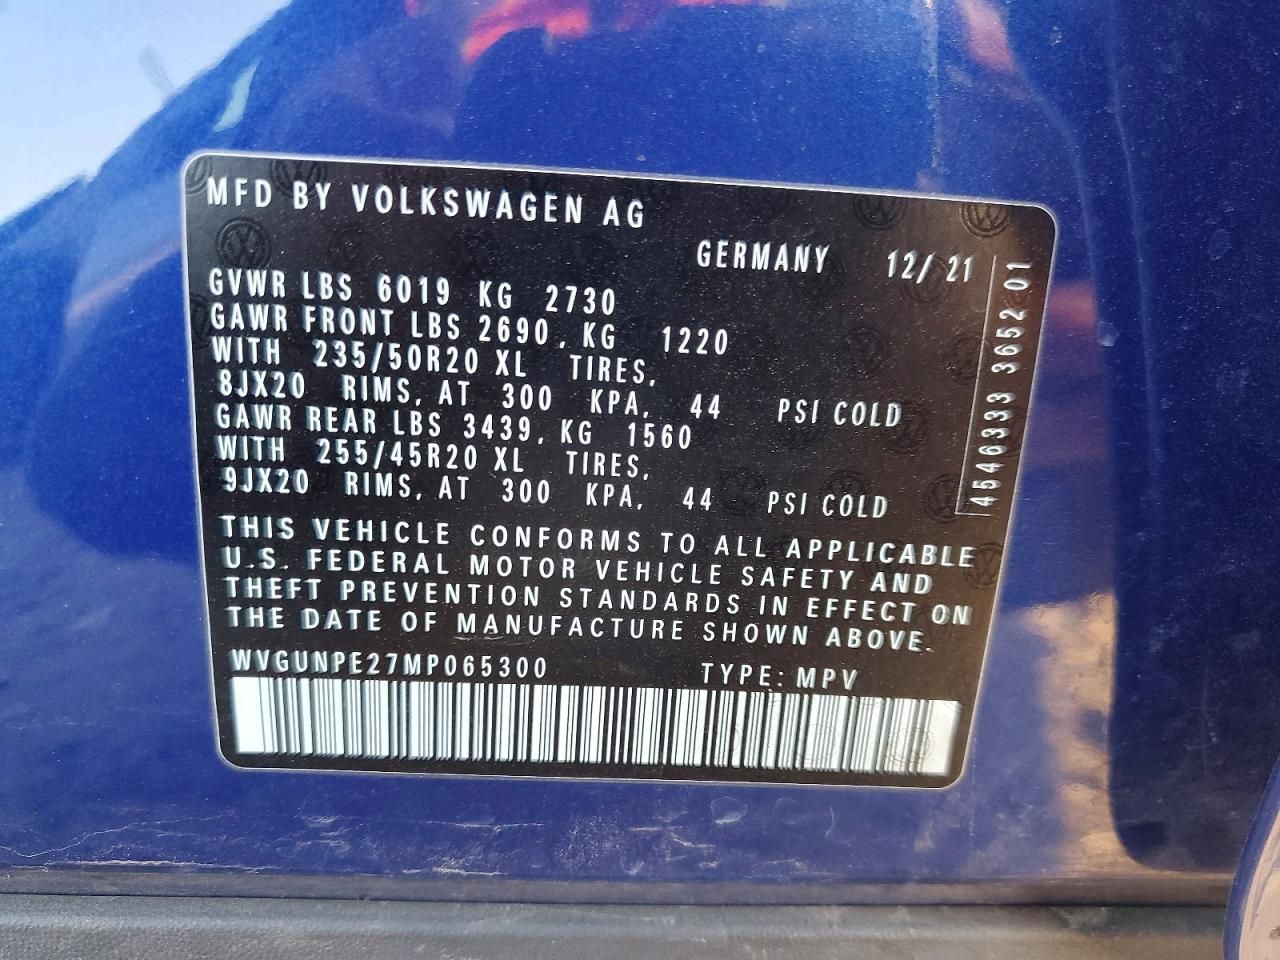 MFD BY VOLKSWAGEN AG
GERMANY 12/ 21
GVWR LBS 6019 KG 2730
GAWR FRONT LBS 2690, KG 1220
WITH 235/50R20 XL TIRES,
8JX20 RIMS, AT 300 KPA, 44 PSI COLD
GAWR REAR LBS 3439, KG 1560
WITH 255/45R20 XL TIRES,
9JX20 RIMS, AT 300 KPA, 44 PSI COLD
4546333 3652 01
THIS VEHICLE CONFORMS TO ALL APPLICABLE
U.S. FEDERAL MOTOR VEHICLE SAFETY AND
THEFT PREVENTION STANDARDS IN EFFECT ON
THE DATE OF MANUFACTURE SHOWN ABOVE.
WVGUNPE27MP065300 TYPE: MPV